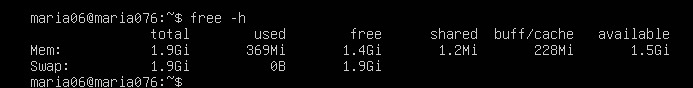 maria06@maria076:~$ free -h
               total        used        free      shared  buff/cache   available
Mem:           1.9Gi       369Mi       1.4Gi       1.2Mi       228Mi       1.5Gi
Swap:          1.9Gi          0B       1.9Gi
maria06@maria076:~$